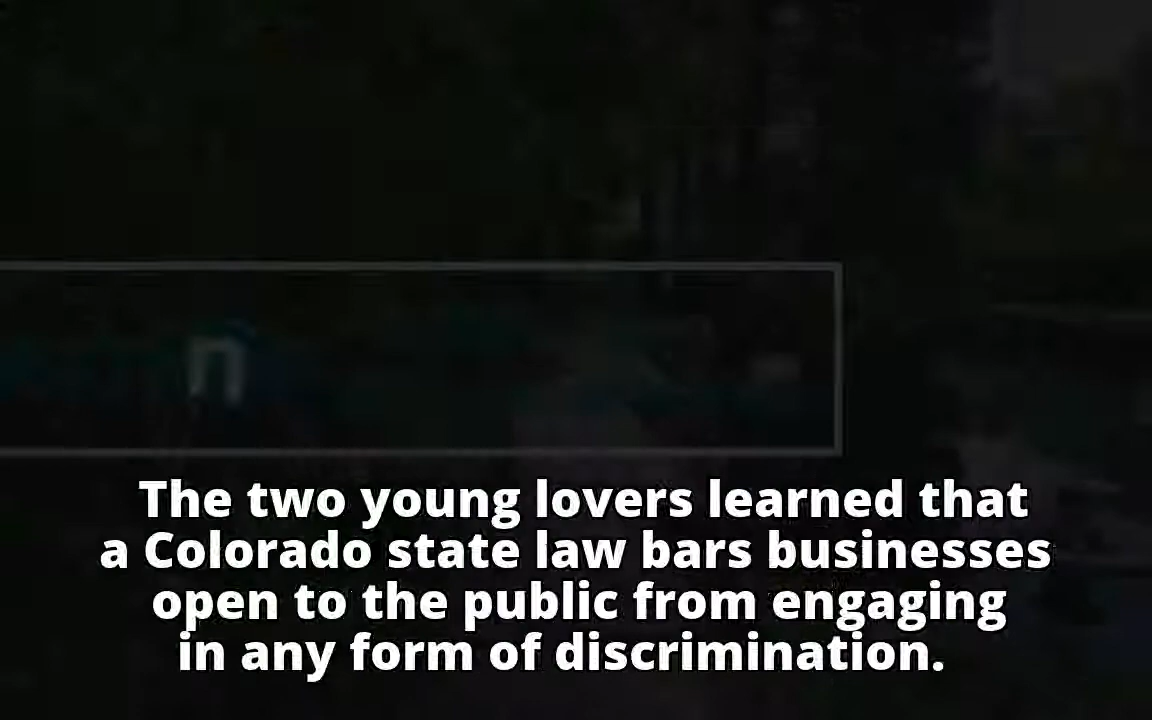 n
The two young lovers learned that
a Colorado state law bars businesses
open to the public from engaging
in any form of discrimination.